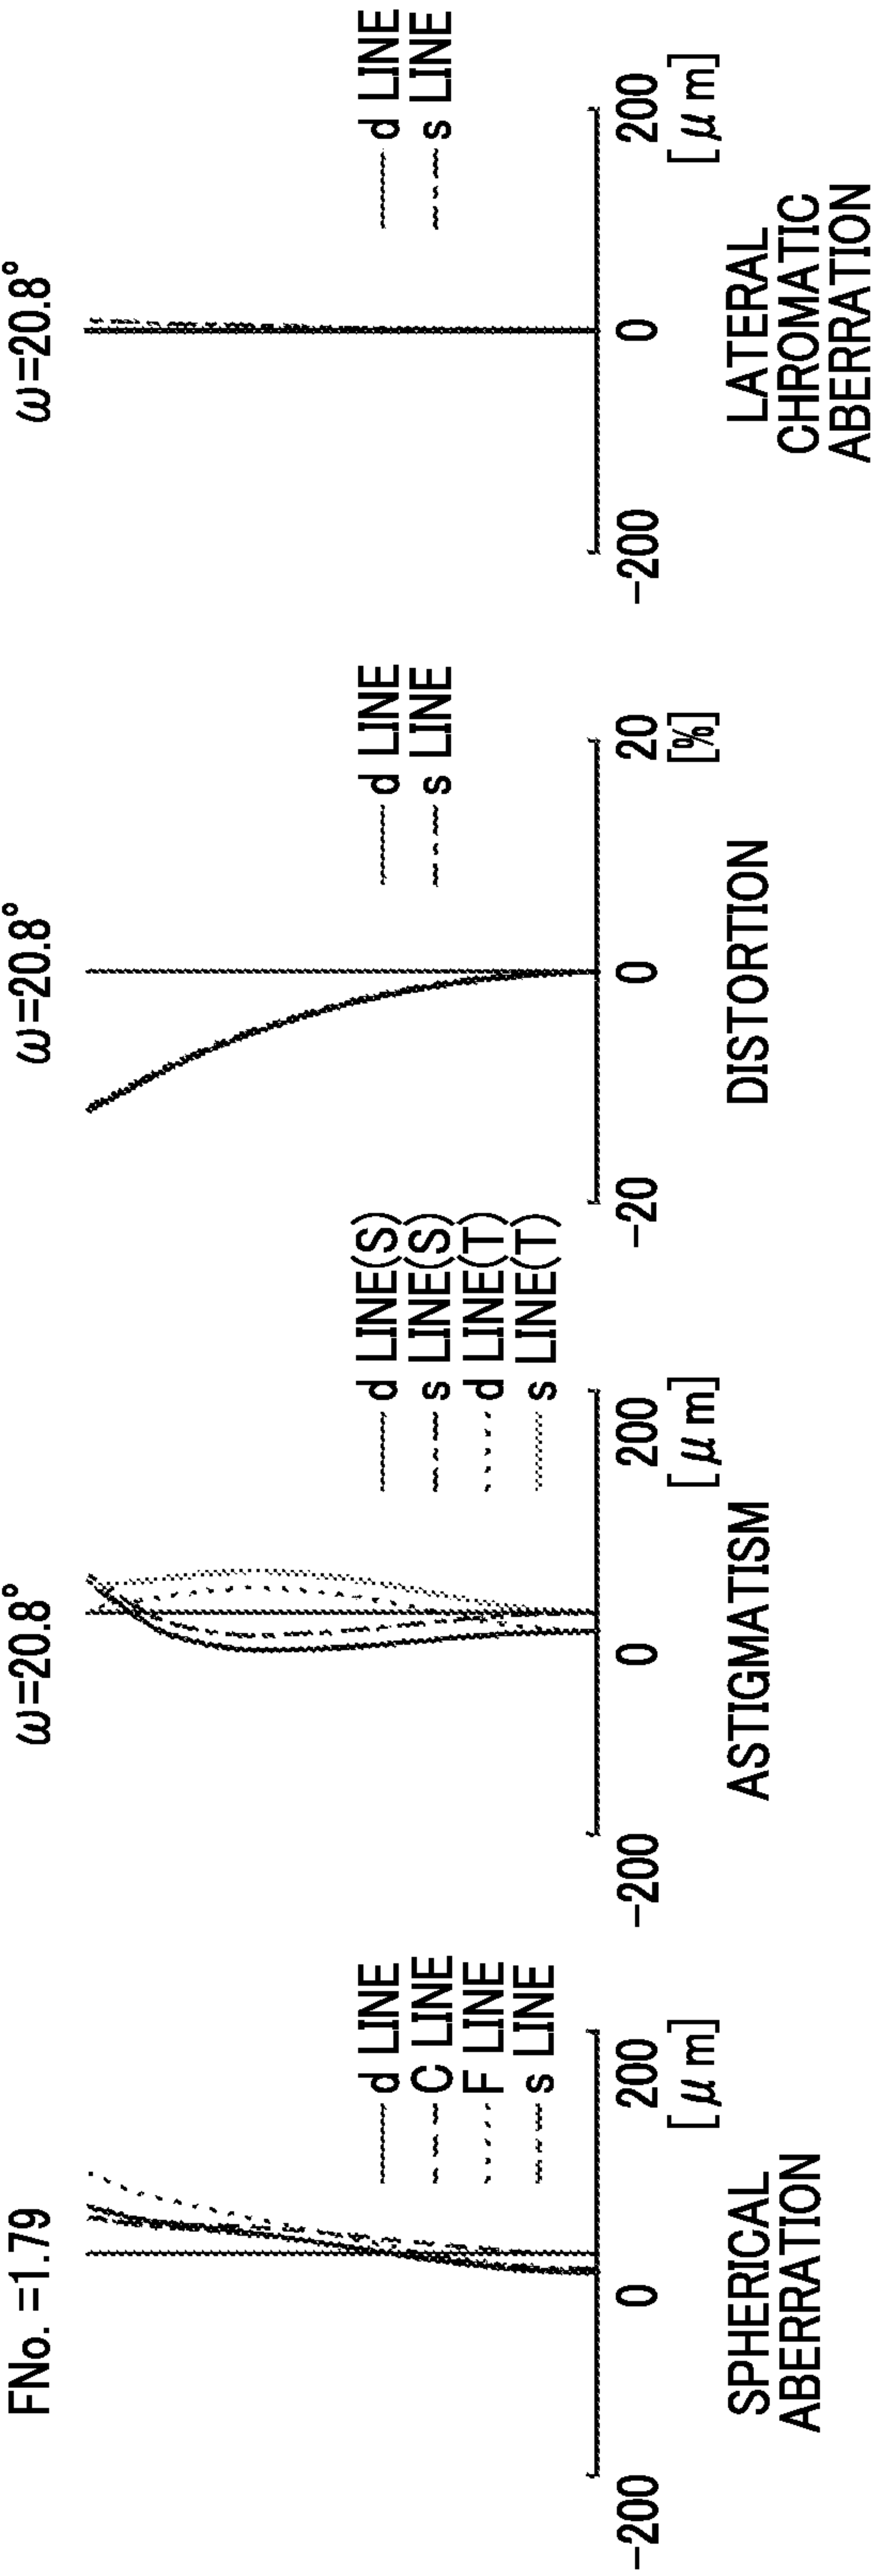 FNo. =1.79
d LINE
C LINE
F LINE
s LINE
-200
0
200
[μm]
SPHERICAL
ABERRATION
ω=20.8°
d LINE(S)
s LINE(S)
d LINE(T)
s LINE(T)
-200
0
200
[μm]
ASTIGMATISM
ω=20.8°
d LINE
s LINE
-20
0
20
[%]
DISTORTION
ω=20.8°
d LINE
s LINE
-200
0
200
[μm]
LATERAL
CHROMATIC
ABERRATION